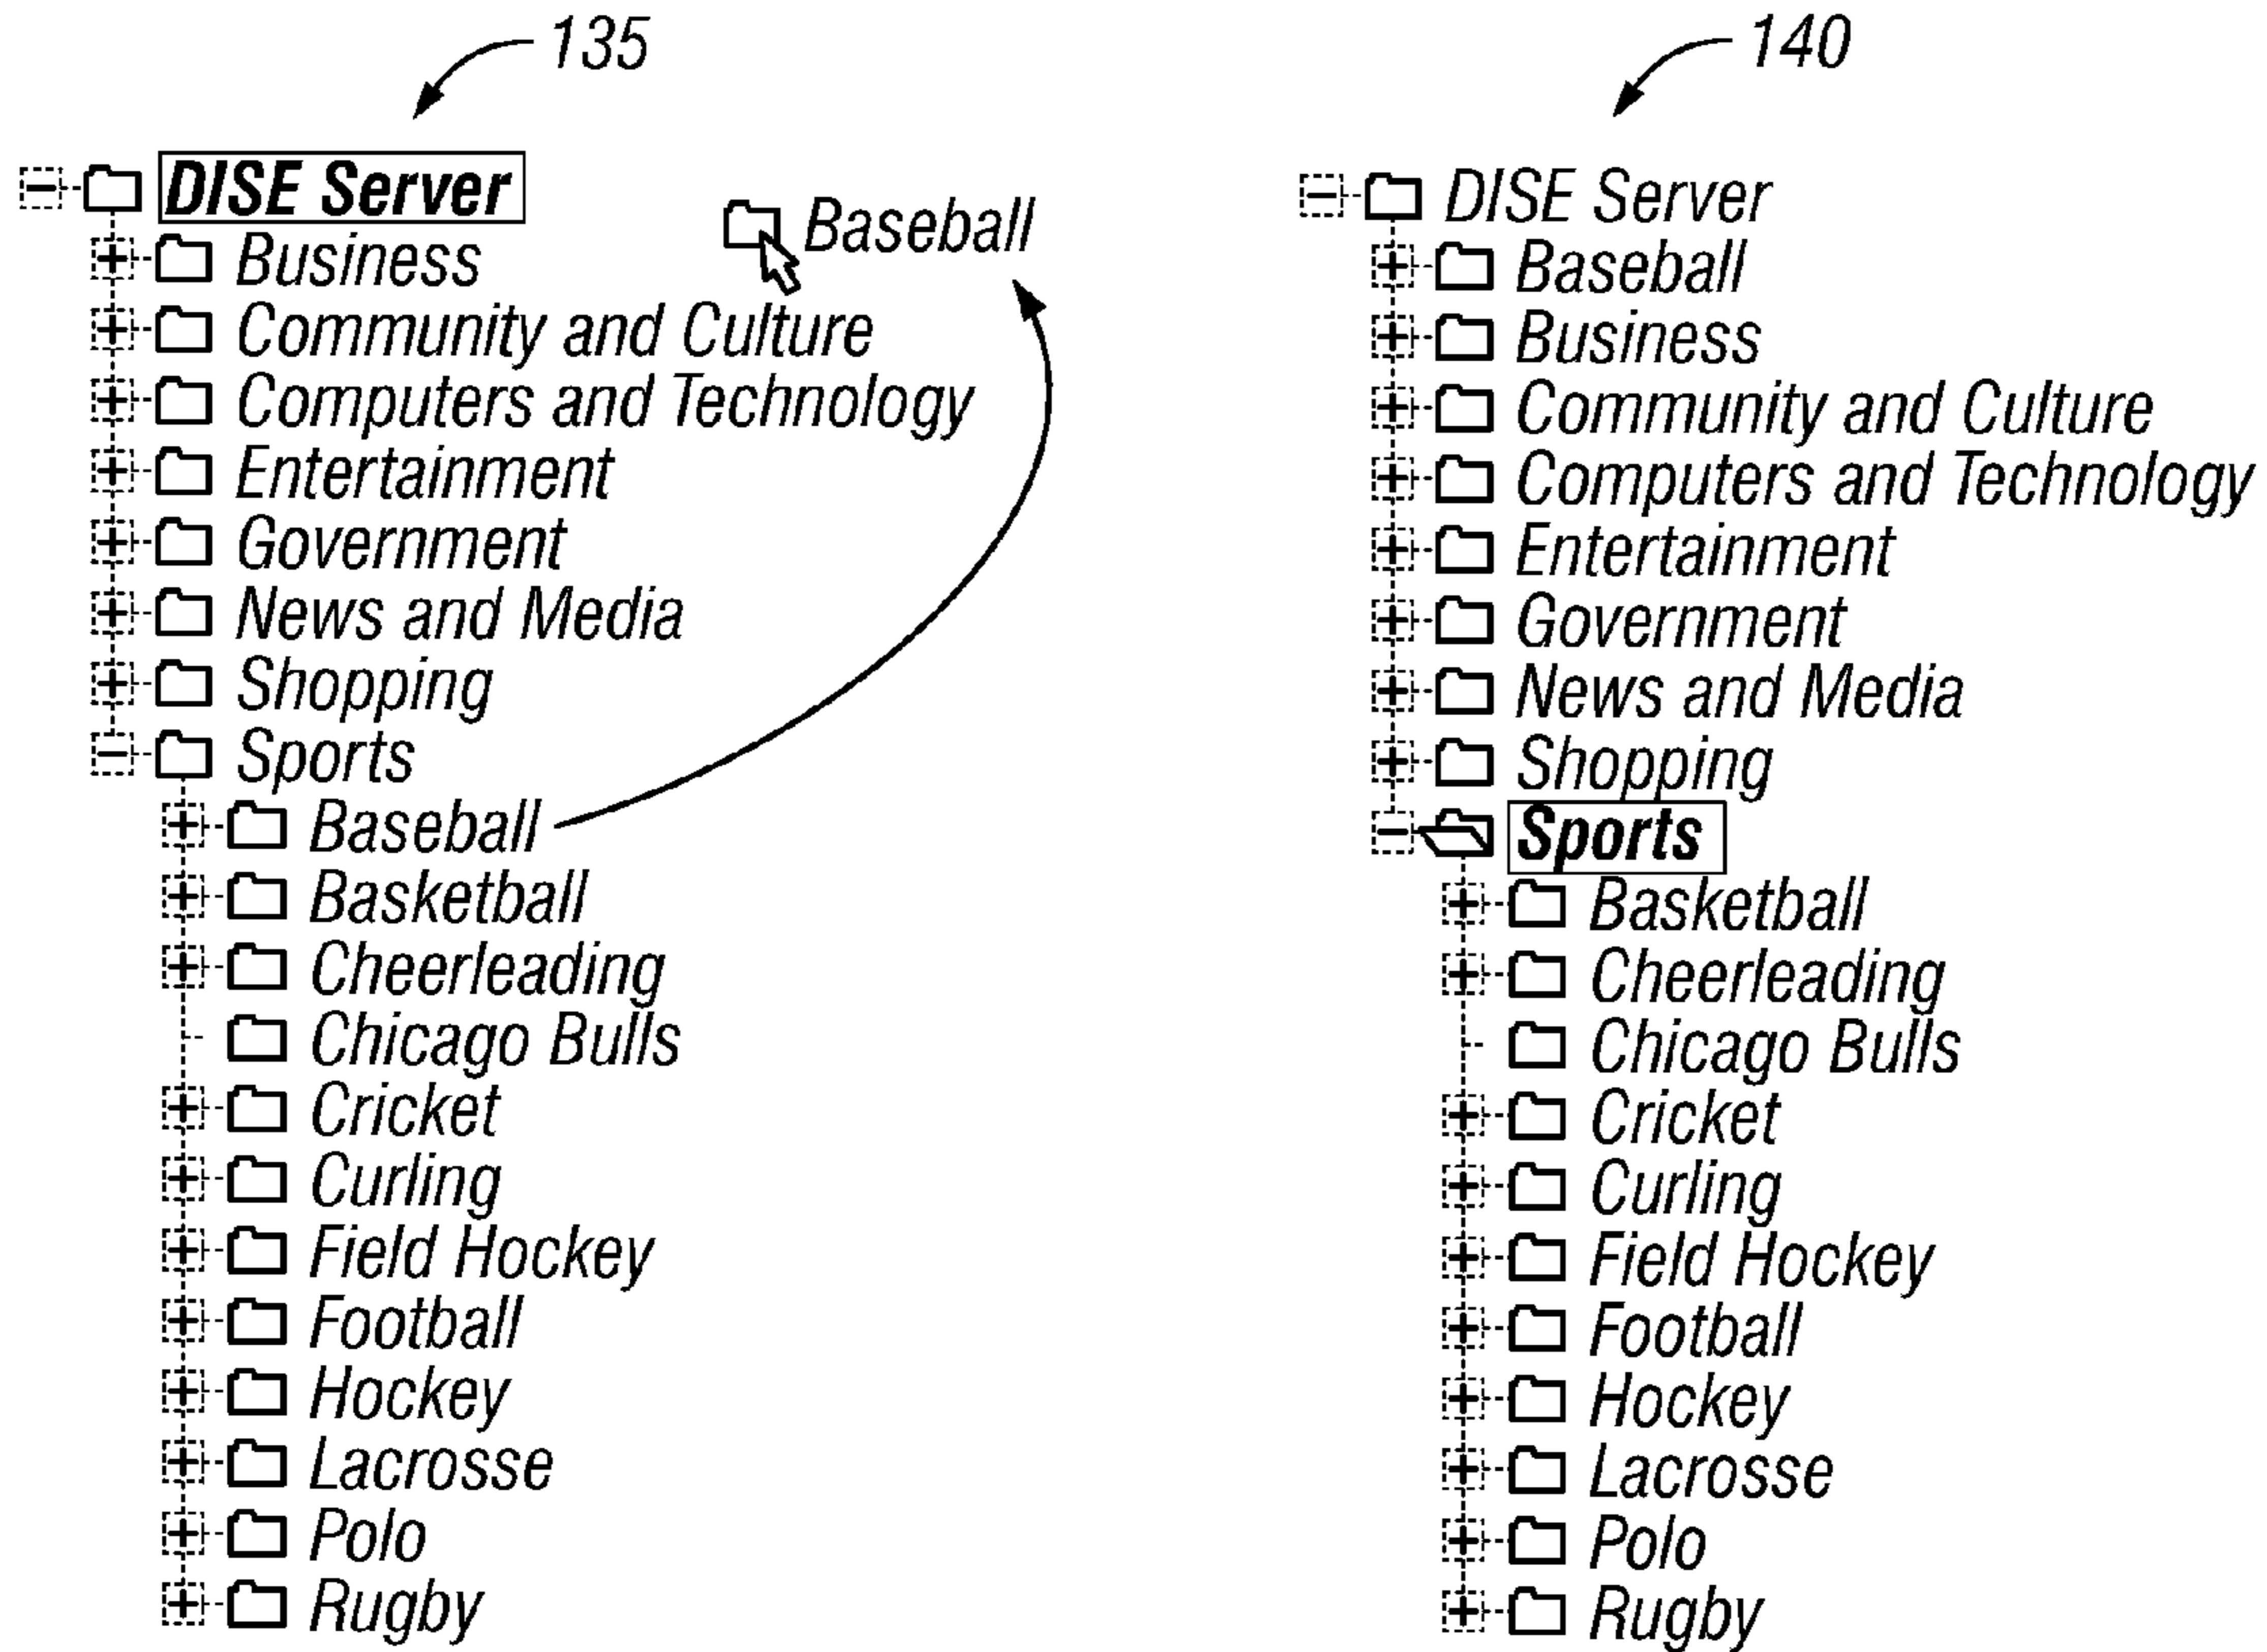 135
DISE Server
Baseball
Business
Community and Culture
Computers and Technology
Entertainment
Government
News and Media
Shopping
Sports
Baseball
Basketball
Cheerleading
Chicago Bulls
Cricket
Curling
Field Hockey
Football
Hockey
Lacrosse
Polo
Rugby
140
DISE Server
Baseball
Business
Community and Culture
Computers and Technology
Entertainment
Government
News and Media
Shopping
Sports
Basketball
Cheerleading
Chicago Bulls
Cricket
Curling
Field Hockey
Football
Hockey
Lacrosse
Polo
Rugby